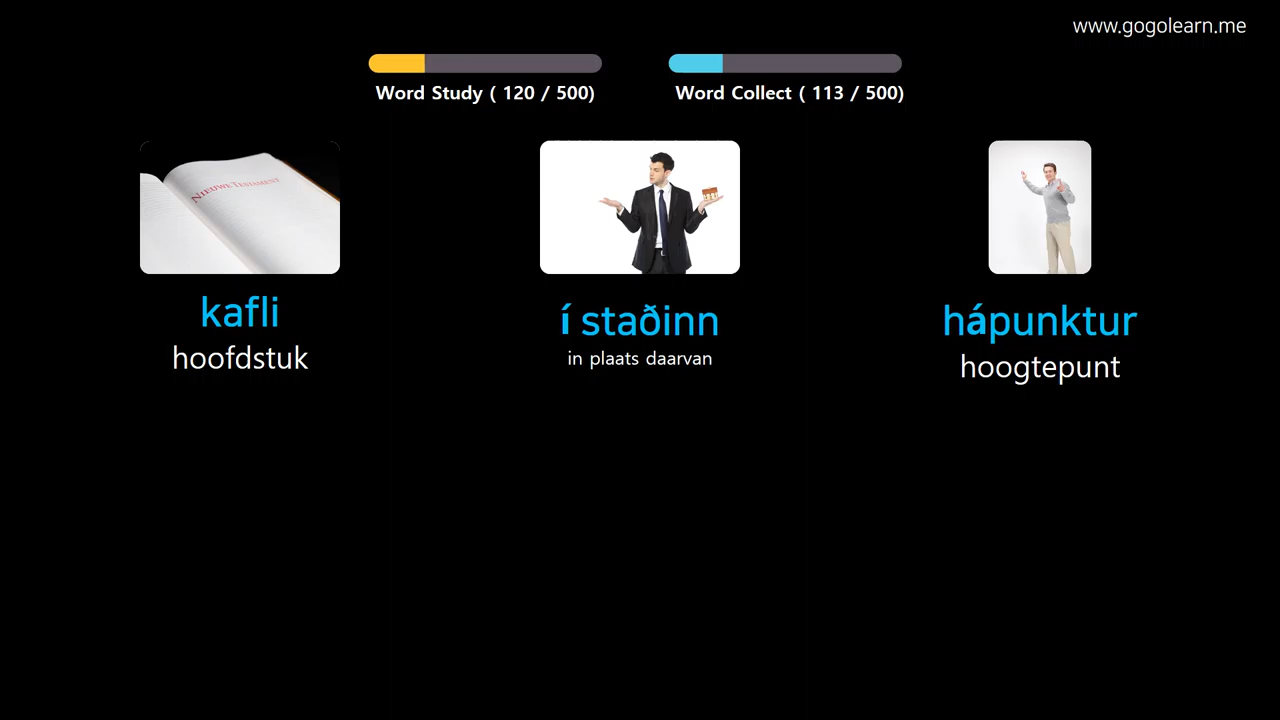 www.gogolearn.me
Word Study ( 120 / 500)
Word Collect ( 113 / 500)
NIEUWE TESTAMENT
kafli
hoofdstuk
í staðinn
in plaats daarvan
hápunktur
hoogtepunt